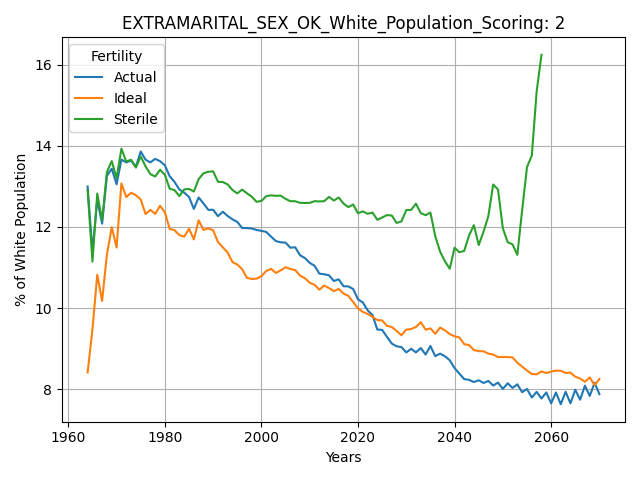 EXTRAMARITAL_SEX_OK_White_Population_Scoring: 2
Fertility
Actual
Ideal
Sterile
% of White Population
16
14
12
10
8
1960 1980 2000 2020 2040 2060
Years